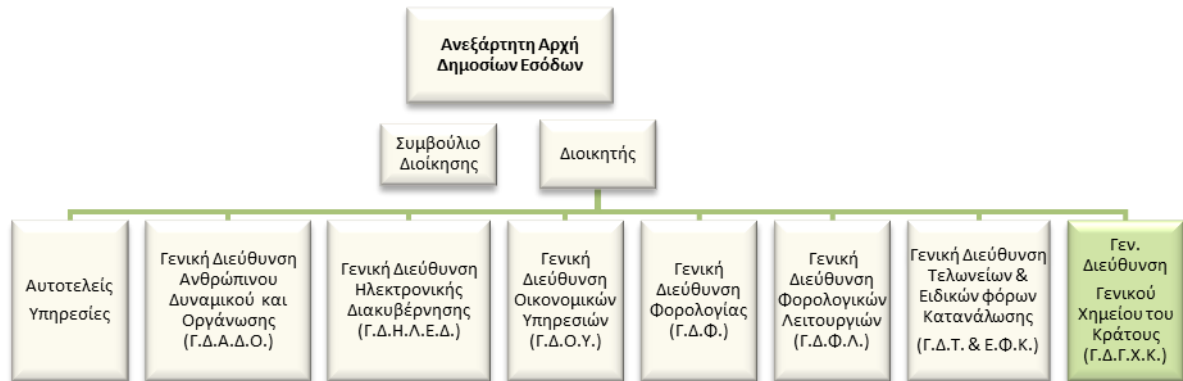 Ανεξάρτητη Αρχή
Δημοσίων Εσόδων
Συμβούλιο
Διοίκησης
Διοικητής
Αυτοτελείς
Υπηρεσίες
Γενική Διεύθυνση
Ανθρώπινου
Δυναμικού και
Οργάνωσης
(Γ.Δ.Α.Δ.Ο.)
Γενική Διεύθυνση
Ηλεκτρονικής
Διακυβέρνησης
(Γ.Δ.Η.Λ.Ε.Δ.)
Γενική
Διεύθυνση
Οικονομικών
Υπηρεσιών
(Γ.Δ.Ο.Υ.)
Γενική
Διεύθυνση
Φορολογίας
(Γ.Δ.Φ.)
Γενική
Διεύθυνση
Φορολογικών
Λειτουργιών
(Γ.Δ.Φ.Λ.)
Γενική Διεύθυνση
Τελωνείων &
Ειδικών φόρων
Κατανάλωσης
(Γ.Δ.Τ. & Ε.Φ.Κ.)
Γεν.
Διεύθυνση
Γενικού
Χημείου του
Κράτους
(Γ.Δ.Γ.Χ.Κ.)